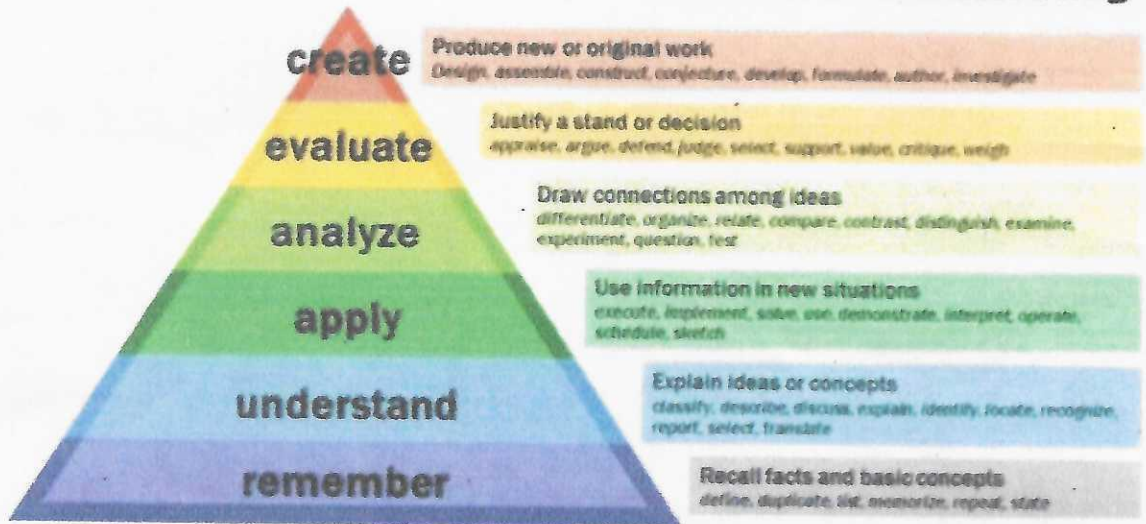 create
Produce new or original work
Design, assemble, construct, conjecture, develop, formulate, author, investigate
evaluate
Justify a stand or decision
appraise, argue, defend, judge, select, support, value, critique, weigh
analyze
Draw connections among ideas
differentiate, organize, relate, compare, contrast, distinguish, examine,
experiment, question, test
apply
Use information in new situations
execute, implement, solve, use, demonstrate, interpret, operate,
schedule, sketch
understand
Explain ideas or concepts
classify, describe, discuss, explain, identify, locate, recognize,
report, select, translate
remember
Recall facts and basic concepts
define, duplicate, list, memorize, repeat, state